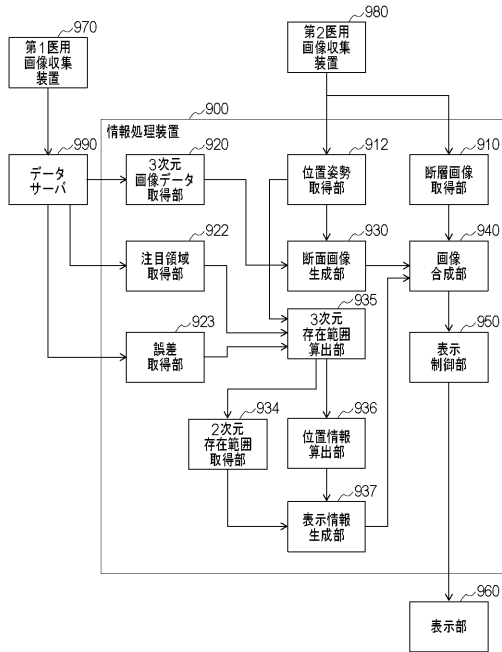 970
第1医用
画像収集
装置
980
第2医用
画像収集
装置
900
情報処理装置
990
データ
サーバ
920
3次元
画像データ
取得部
912
位置姿勢
取得部
910
断層画像
取得部
922
注目領域
取得部
930
断面画像
生成部
940
画像
合成部
923
誤差
取得部
935
3次元
存在範囲
算出部
950
表示
制御部
934
2次元
存在範囲
取得部
936
位置情報
算出部
937
表示情報
生成部
960
表示部